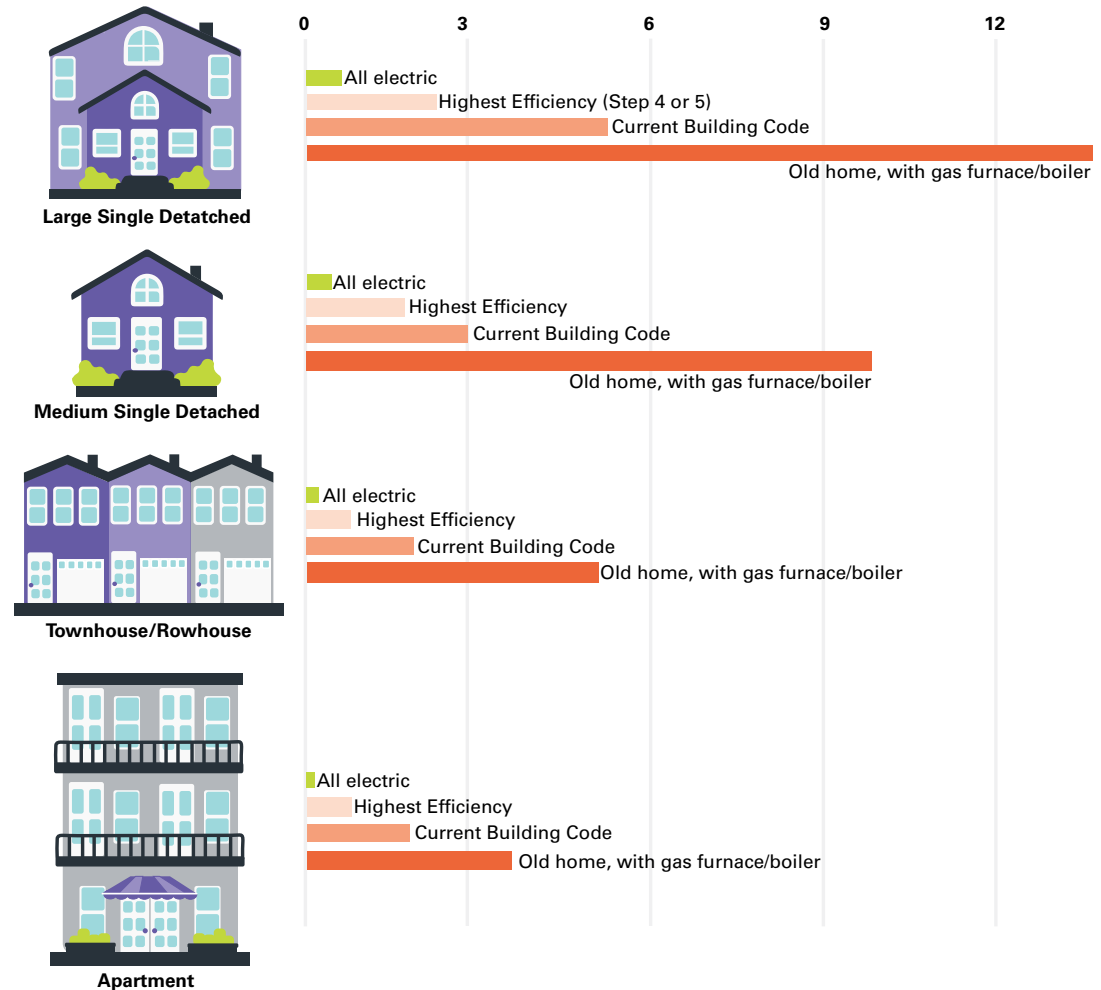 0 3 6 9 12
All electric
Highest Efficiency (Step 4 or 5)
Current Building Code
Old home, with gas furnace/boiler
Large Single Detatched
All electric
Highest Efficiency
Current Building Code
Old home, with gas furnace/boiler
Medium Single Detached
All electric
Highest Efficiency
Current Building Code
Old home, with gas furnace/boiler
Townhouse/Rowhouse
All electric
Highest Efficiency
Current Building Code
Old home, with gas furnace/boiler
Apartment